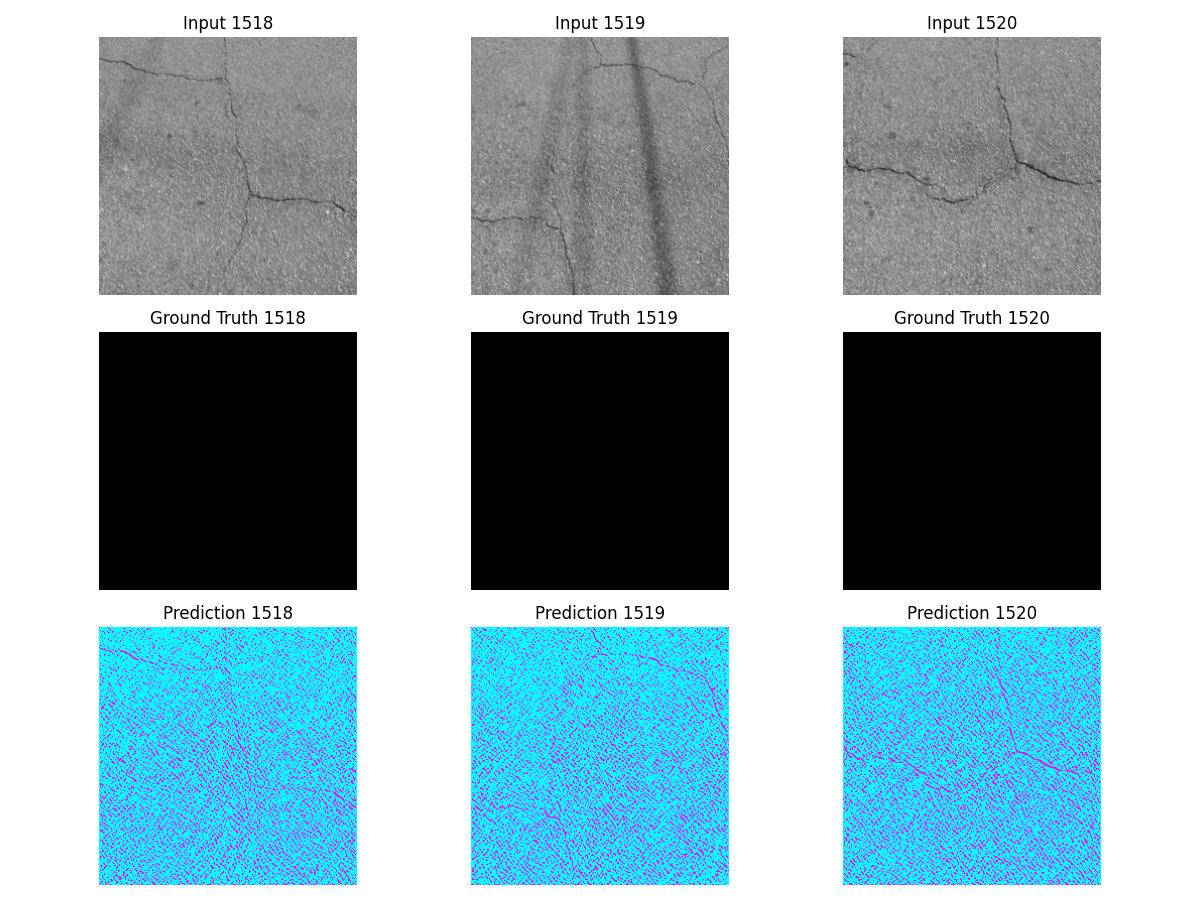 Input 1518
Input 1519
Input 1520
Ground Truth 1518
Ground Truth 1519
Ground Truth 1520
Prediction 1518
Prediction 1519
Prediction 1520